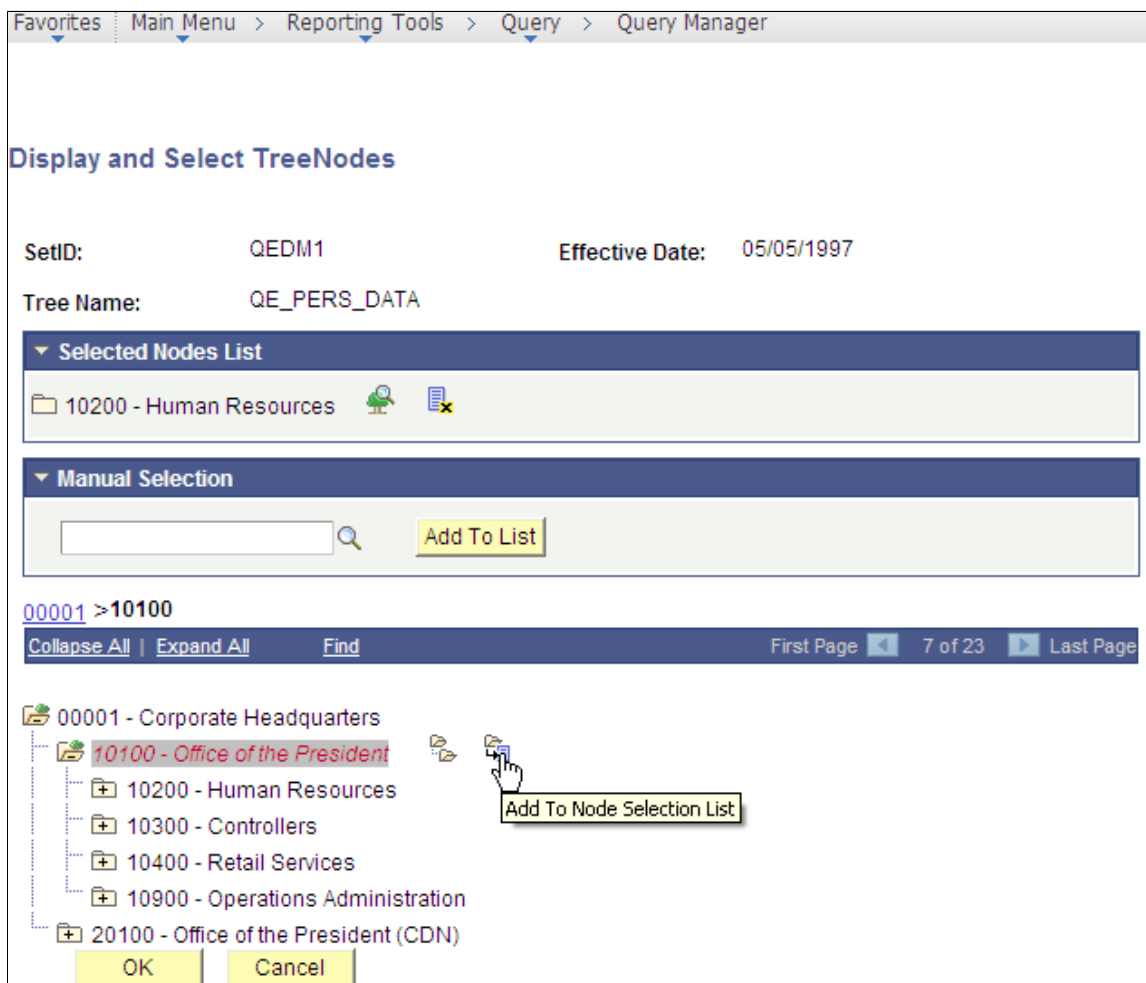 Favorites Main Menu > Reporting Tools > Query > Query Manager
Display and Select TreeNodes
SetID: QEDM1 Effective Date: 05/05/1997
Tree Name: QE_PERS_DATA
Selected Nodes List
10200 - Human Resources
Manual Selection
Add To List
00001 >10100
Collapse All | Expand All Find First Page 7 of 23 Last Page
00001 - Corporate Headquarters
10100 - Office of the President
10200 - Human Resources
Add To Node Selection List
10300 - Controllers
10400 - Retail Services
10900 - Operations Administration
20100 - Office of the President (CDN)
OK Cancel